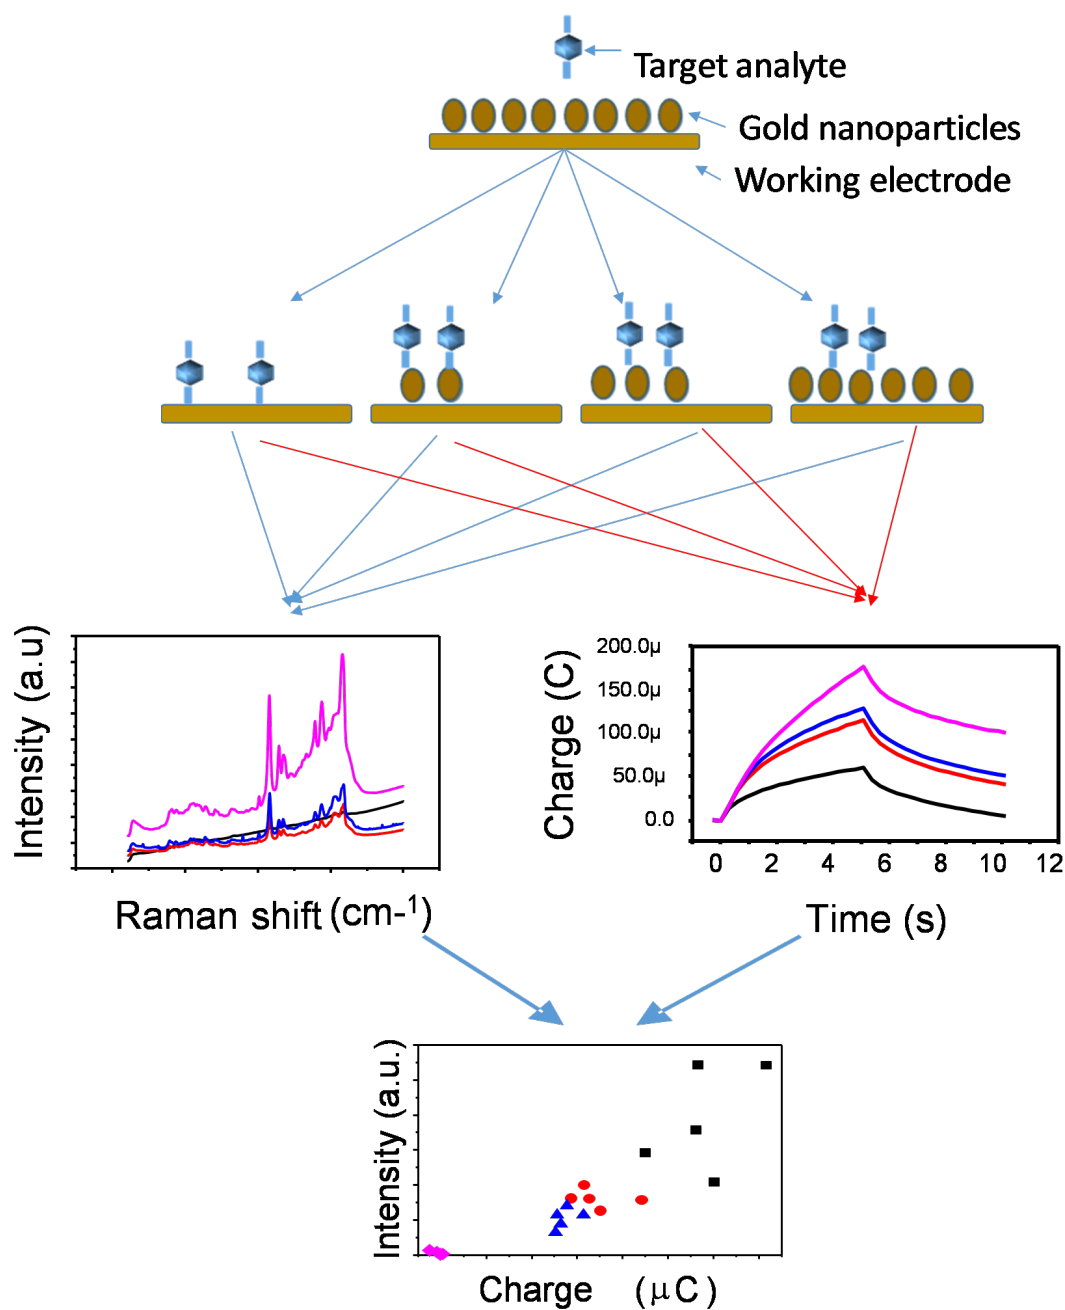 Target analyte
Gold nanoparticles
Working electrode
Intensity (a.u)
Raman shift (cm-¹)
Charge (C)
200.0µ
150.0µ
100.0µ
50.0µ
0.0
0 2 4 6 8 10 12
Time (s)
Intensity (a.u.)
Charge (µC)